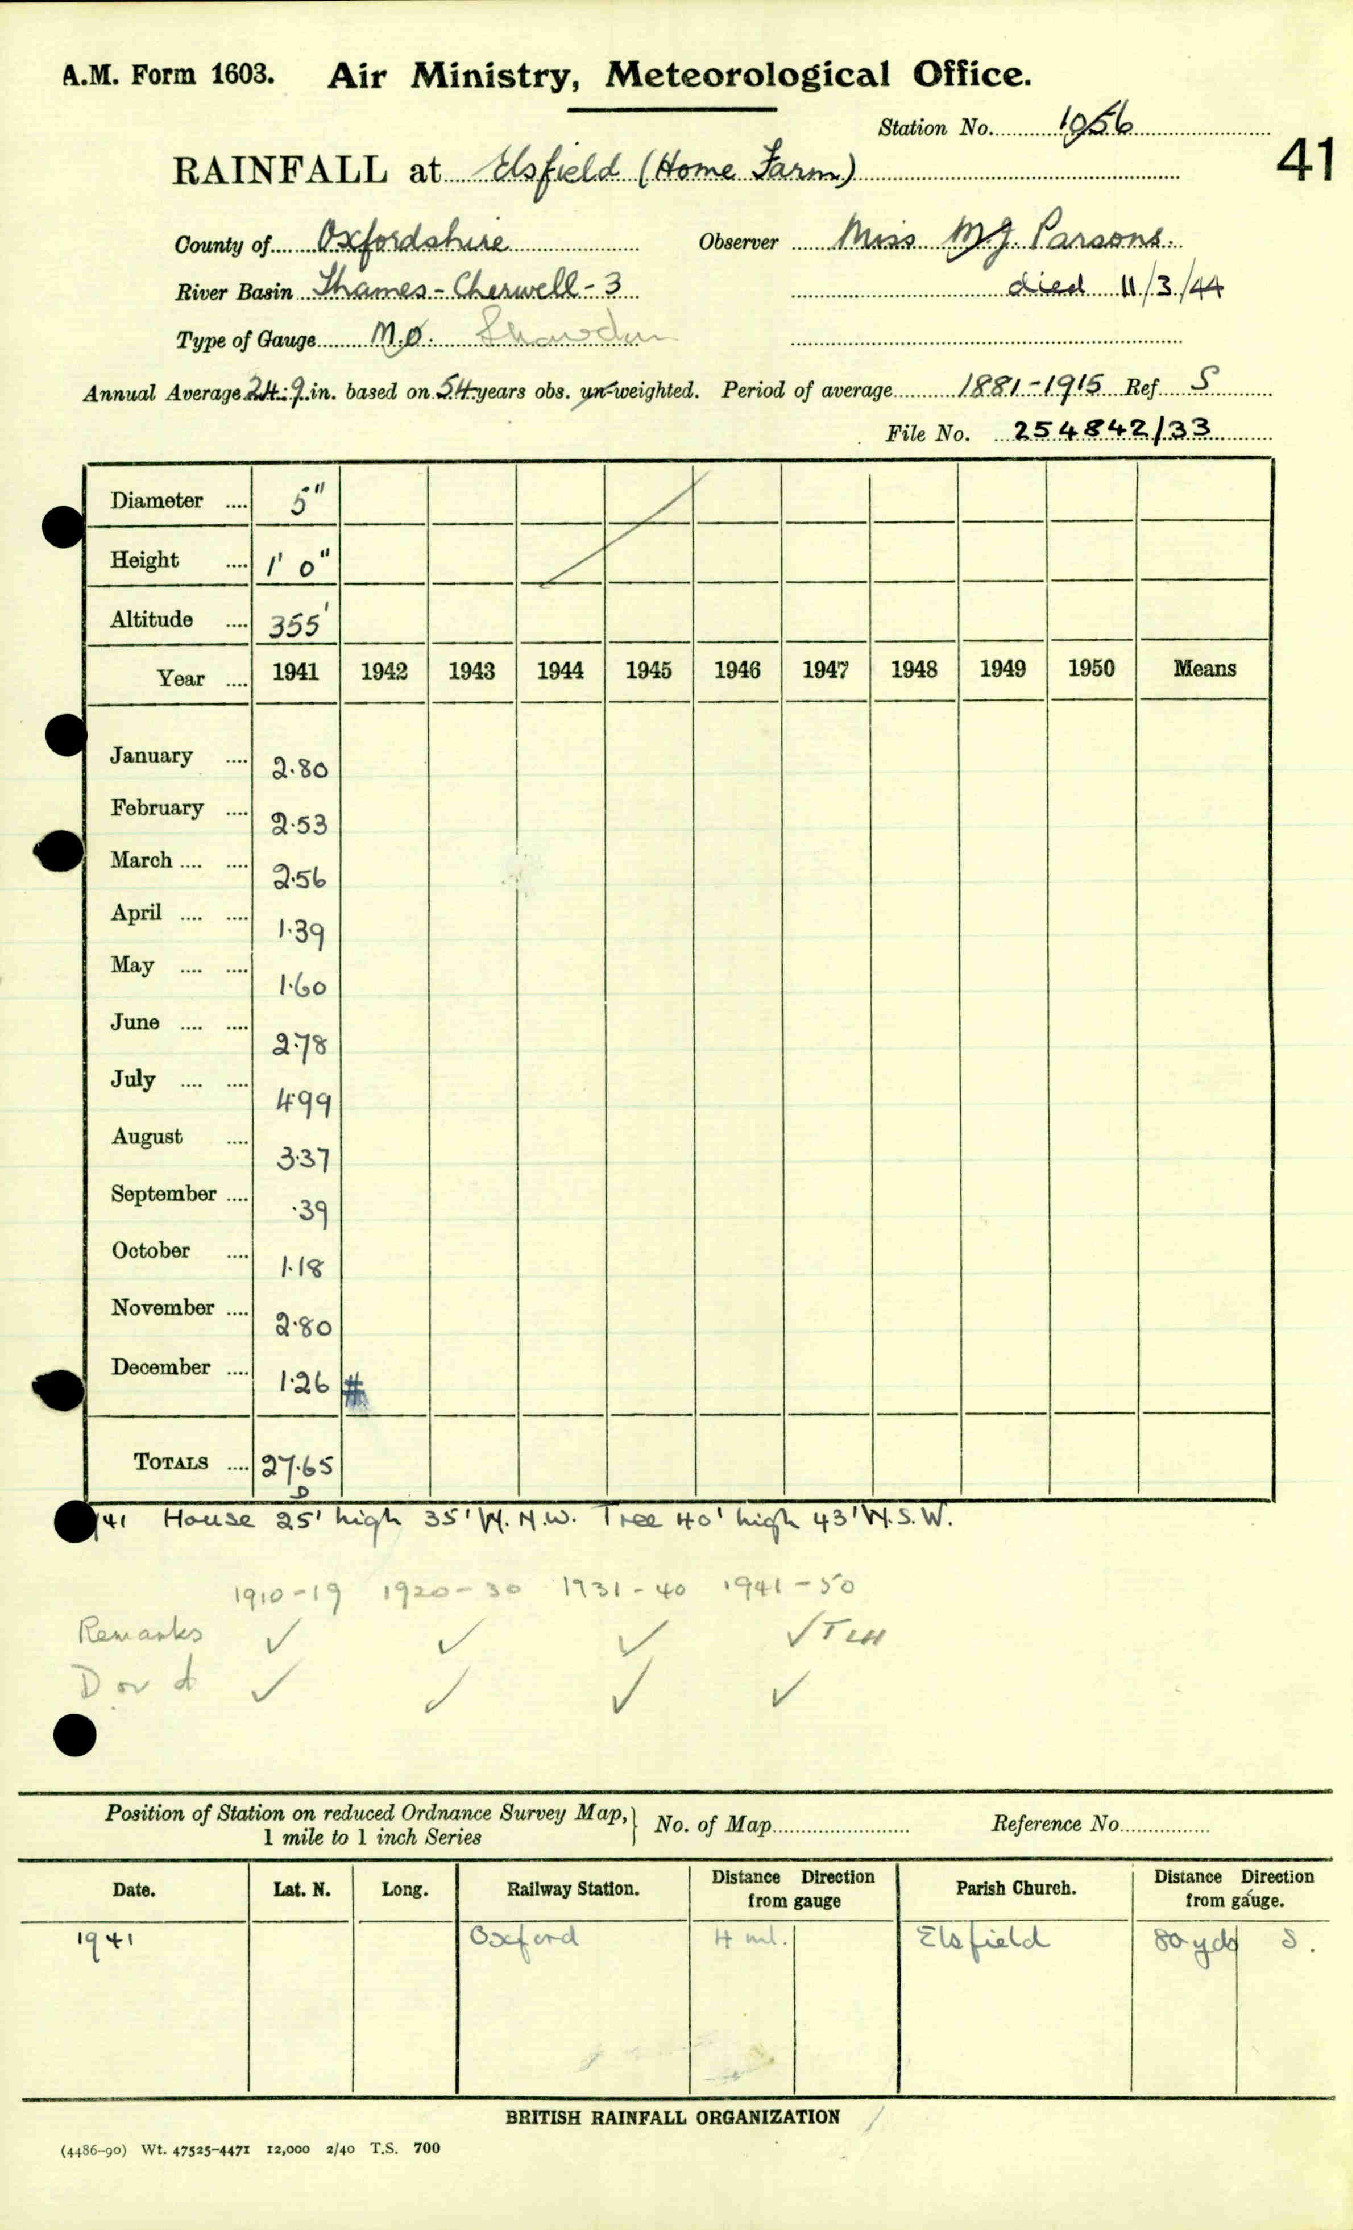 A.M. Form 1603. Air Ministry, Meteorological Office.
Station No. 1056
41
RAINFALL at Elsfield (Home Farm)
County of Oxfordshire Observer Miss M.J. Parsons.
River Basin Thames - Cherwell - 3 died 11/3/44
Type of Gauge M.O.
Annual Average 24.9 in. based on 54 years obs. un-weighted. Period of average 1881-1915 Ref S
File No. 254842/33
Diameter .... 5"
Height .... 1' 0"
Altitude .... 355'
Year .... 1941 1942 1943 1944 1945 1946 1947 1948 1949 1950 Means
January .... 2.80
February .... 2.53
March .... .... 2.56
April .... .... 1.39
May .... .... 1.60
June .... .... 2.78
July .... .... 4.99
August .... 3.37
September .... .39
October .... 1.18
November .... 2.80
December .... 1.26 #
TOTALS .... 27.65
D
/41 House 25' high 35' W.N.W. Tree 40' high 43' W.S.W.
1910-19 1920-30 1931-40 1941-50
Remarks ✓ ✓ ✓ ✓
D or d ✓ ✓ ✓ ✓
Position of Station on reduced Ordnance Survey Map, 1 mile to 1 inch Series } No. of Map Reference No.
Date. Lat. N. Long. Railway Station. Distance Direction from gauge Parish Church. Distance Direction from gauge.
1941 Oxford 4 ml. Elsfield 80 yds S.
BRITISH RAINFALL ORGANIZATION
(4486-90) Wt. 47525-4471 12,000 2/40 T.S. 700